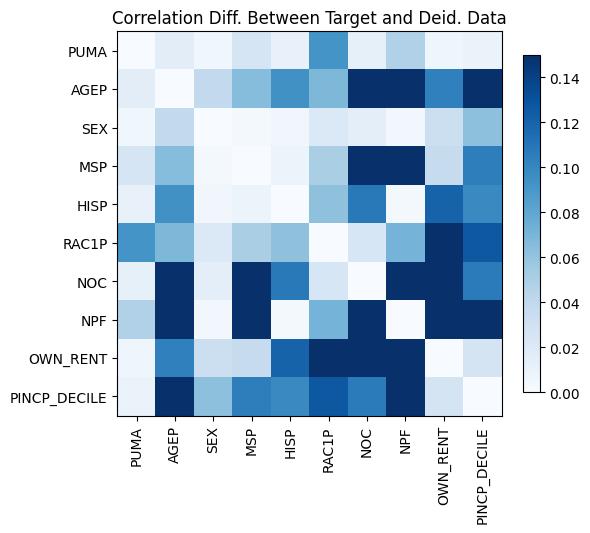 Correlation Diff. Between Target and Deid. Data
PUMA
AGEP
SEX
MSP
HISP
RAC1P
NOC
NPF
OWN_RENT
PINCP_DECILE
PUMA
AGEP
SEX
MSP
HISP
RAC1P
NOC
NPF
OWN_RENT
PINCP_DECILE
0.14
0.12
0.10
0.08
0.06
0.04
0.02
0.00